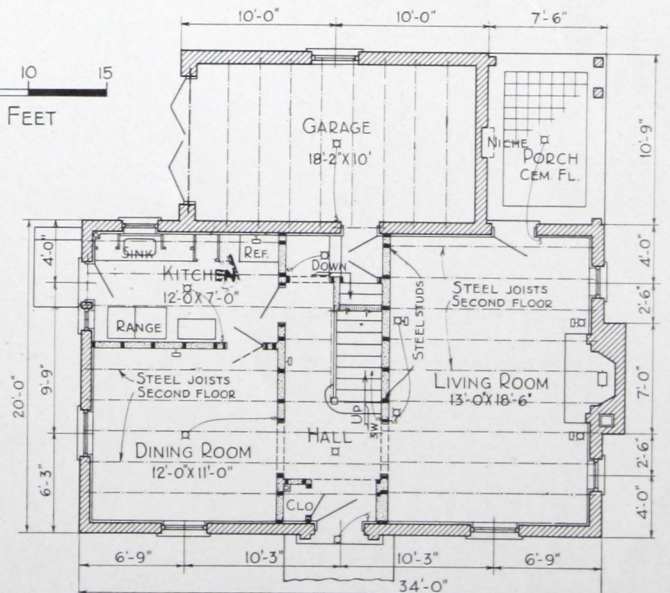 10'-0" 10'-0" 7'-6"
10 15
FEET
GARAGE
18'-2"X10'
NICHE
PORCH
CEM. FL.
10'-9"
SINK
REF.
KITCHEN
12'-0"X 7'-0"
DOWN
RANGE
STEEL STUDS
STEEL JOISTS
SECOND FLOOR
STEEL JOISTS
SECOND FLOOR
LIVING ROOM
13'-0"X18'-6"
UP
3W.
HALL
DINING ROOM
12'-0"X11'-0"
CLO
4'-0"
9'-9"
6'-3"
20'-0"
4'-0"
2'-6"
7'-0"
2'-6"
4'-0"
6'-9" 10'-3" 10'-3" 6'-9"
34'-0"